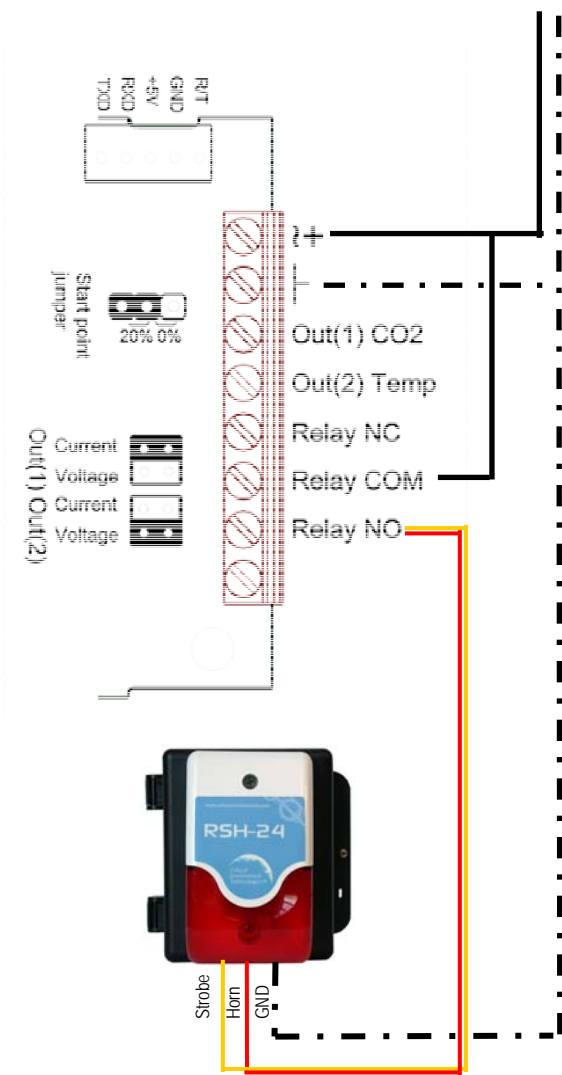 TXD
RXD
+5V
GND
R/T
Start point
jumper
20% 0%
Out(1) CO2
Out(2) Temp
Relay NC
Relay COM
Relay NO
Out(1) Out(2)
Current
Voltage
Current
Voltage
RSH-24
Strobe
Horn
GND